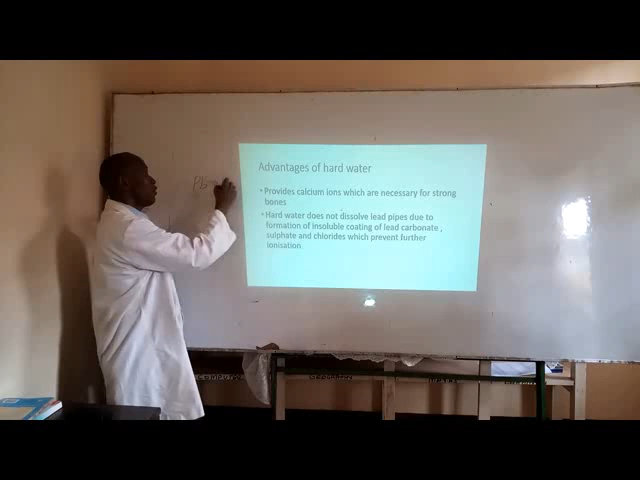 Pb
Advantages of hard water
• Provides calcium ions which are necessary for strong
bones
• Hard water does not dissolve lead pipes due to
formation of insoluble coating of lead carbonate ,
sulphate and chlorides which prevent further
ionisation